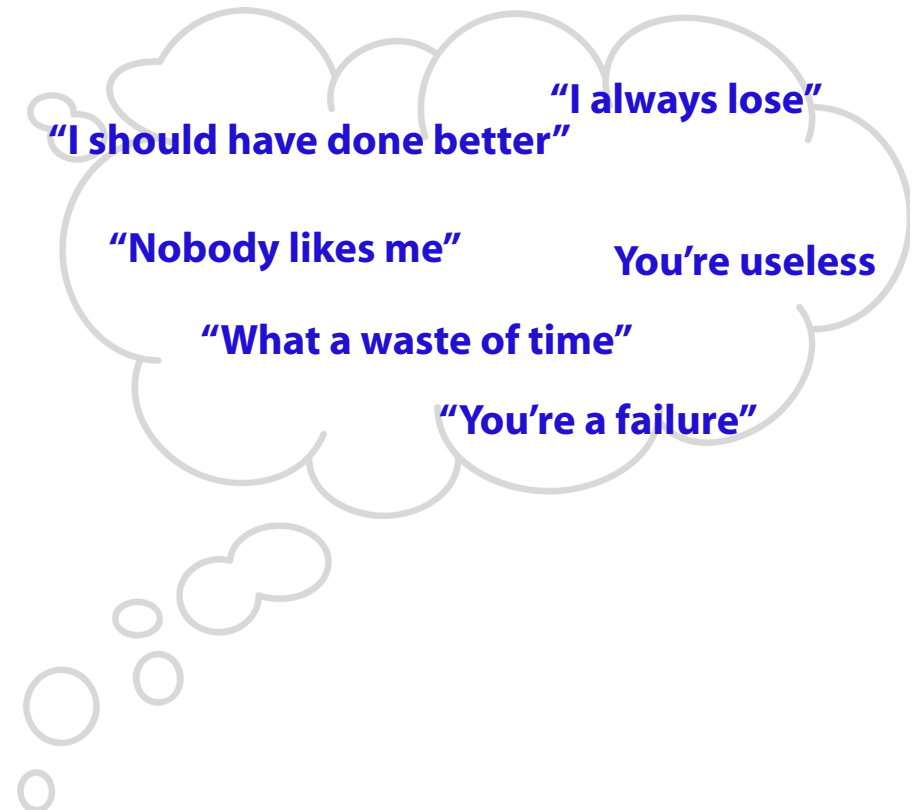 “I always lose”
“I should have done better”
“Nobody likes me”
You’re useless
“What a waste of time”
“You’re a failure”